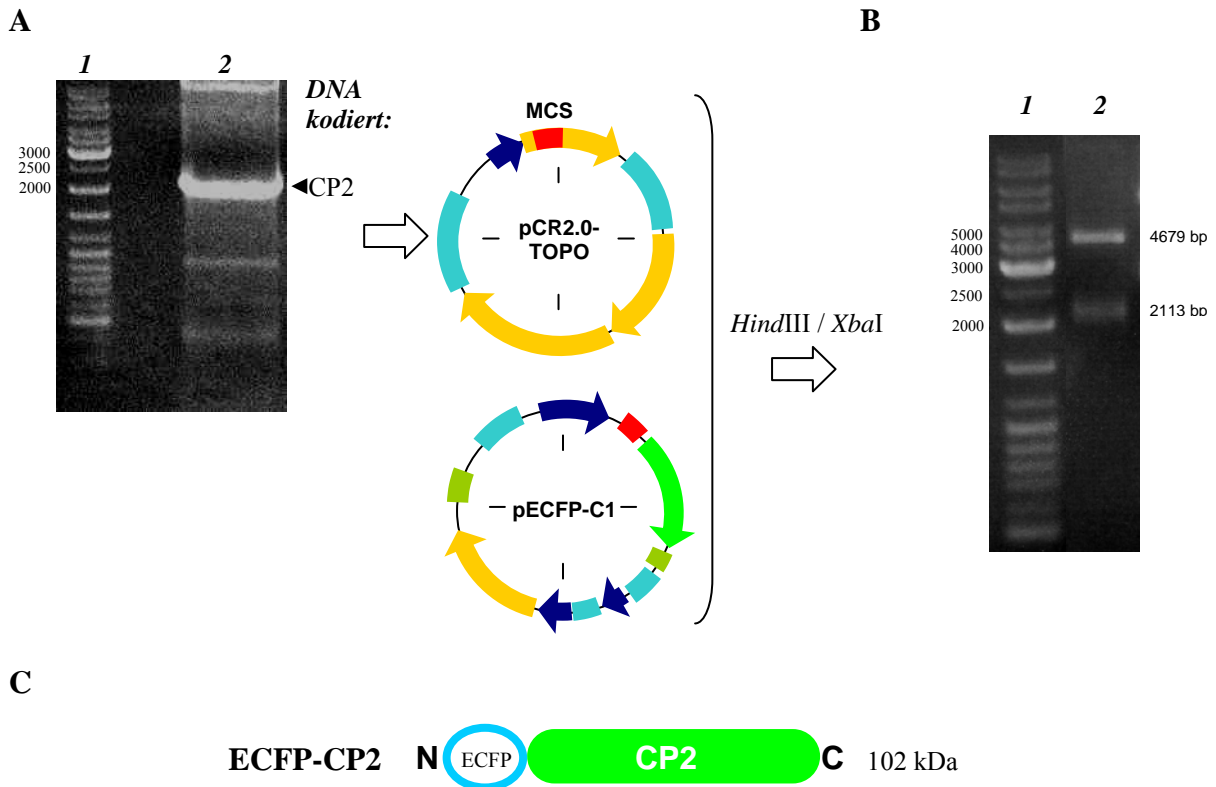 A
B
1
2
DNA
kodiert:
3000
2500
2000
CP2
MCS
pCR2.0-
TOPO
pECFP-C1
HindIII / XbaI
1
2
5000
4000
3000
2500
2000
4679 bp
2113 bp
C
ECFP-CP2 N ECFP CP2 C 102 kDa